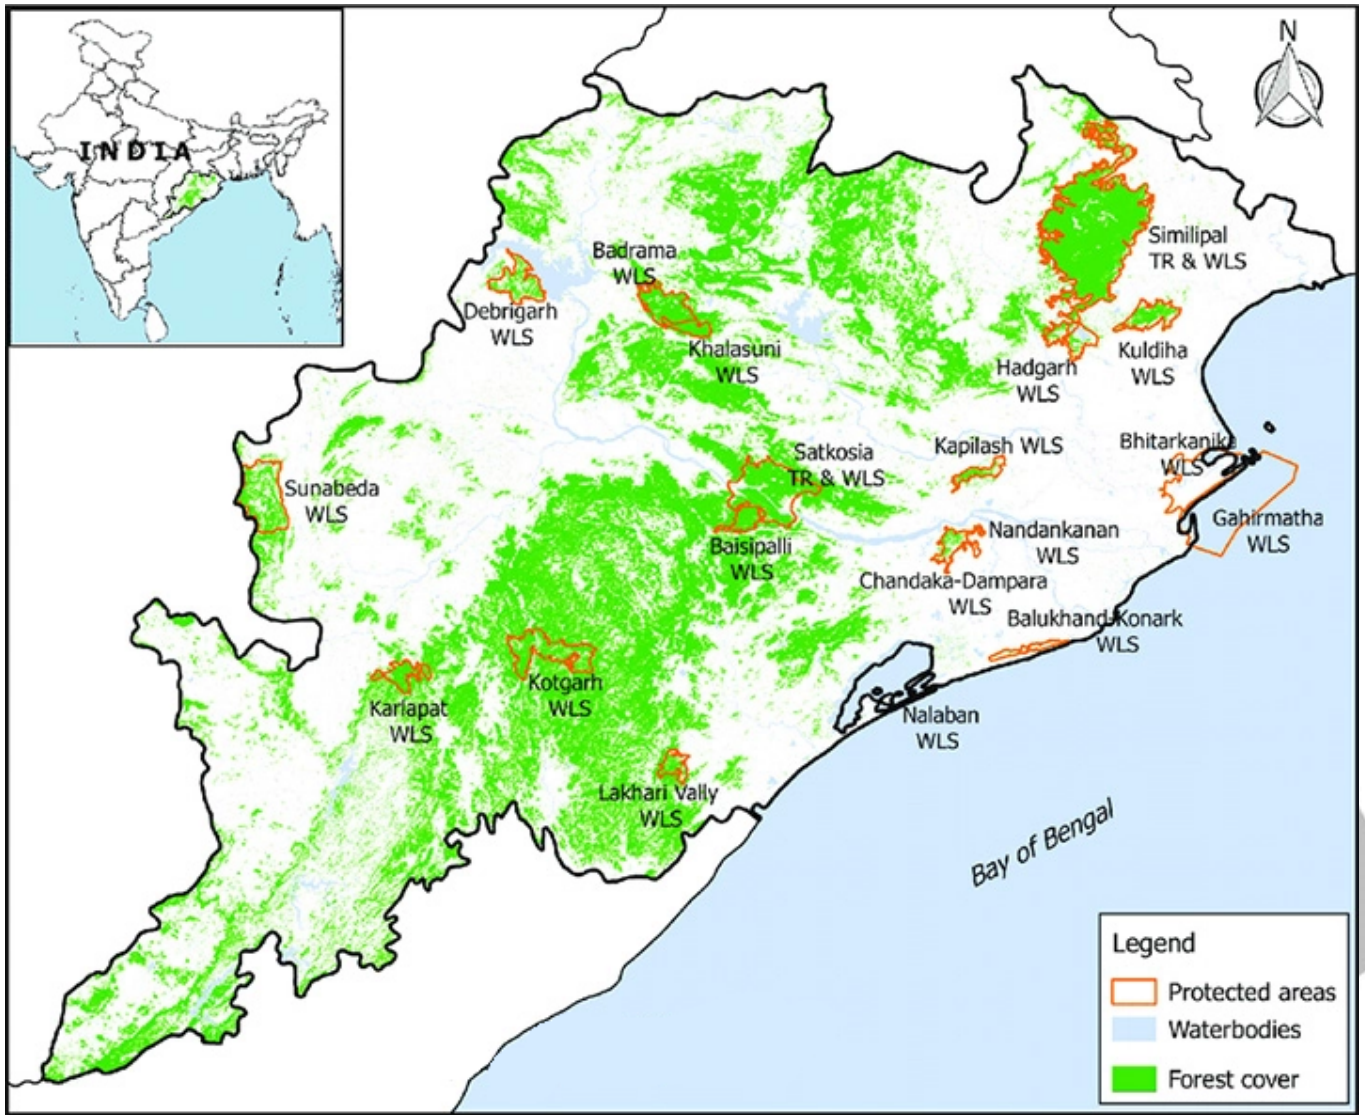 INDIA
N
Badrama
WLS
Similipal
TR & WLS
Debrigarh
WLS
Khalasuni
WLS
Hadgarh
WLS
Kuldiha
WLS
Satkosia
TR & WLS
Kapilash WLS
Bhitarkanika
WLS
Sunabeda
WLS
Gahirmatha
WLS
Baisipalli
WLS
Nandankanan
WLS
Chandaka-Dampara
WLS
Balukhand-Konark
WLS
Karlapat
WLS
Kotgarh
WLS
Nalaban
WLS
Lakhari Vally
WLS
Bay of Bengal
Legend
Protected areas
Waterbodies
Forest cover